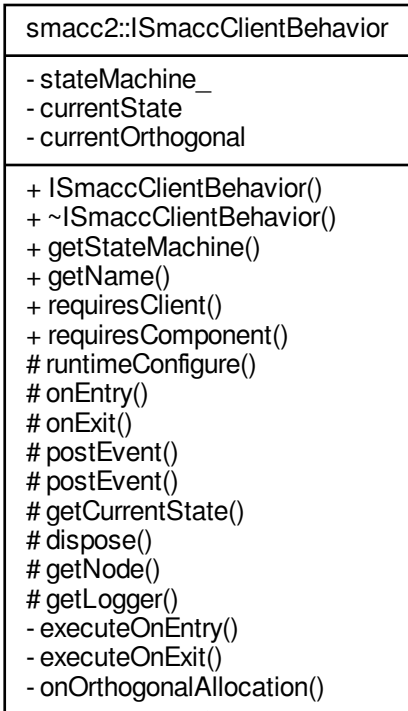 smacc2::ISmaccClientBehavior
- stateMachine_
- currentState
- currentOrthogonal
+ ISmaccClientBehavior()
+ ~ISmaccClientBehavior()
+ getStateMachine()
+ getName()
+ requiresClient()
+ requiresComponent()
# runtimeConfigure()
# onEntry()
# onExit()
# postEvent()
# postEvent()
# getCurrentState()
# dispose()
# getNode()
# getLogger()
- executeOnEntry()
- executeOnExit()
- onOrthogonalAllocation()